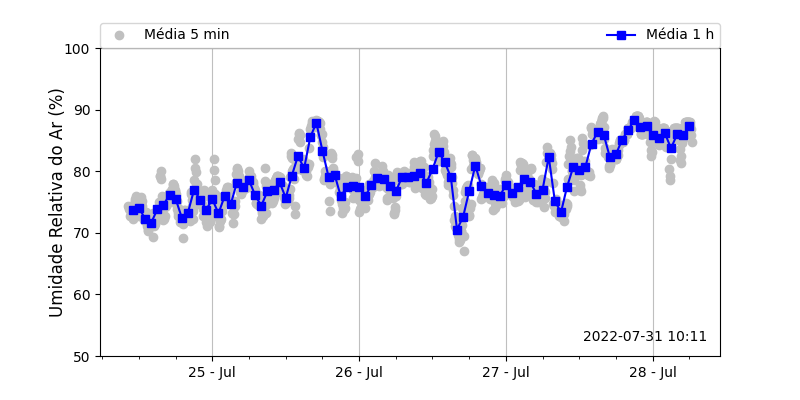 Média 5 min
Média 1 h
100
90
80
70
60
50
Umidade Relativa do Ar (%)
2022-07-31 10:11
25 - Jul
26 - Jul
27 - Jul
28 - Jul